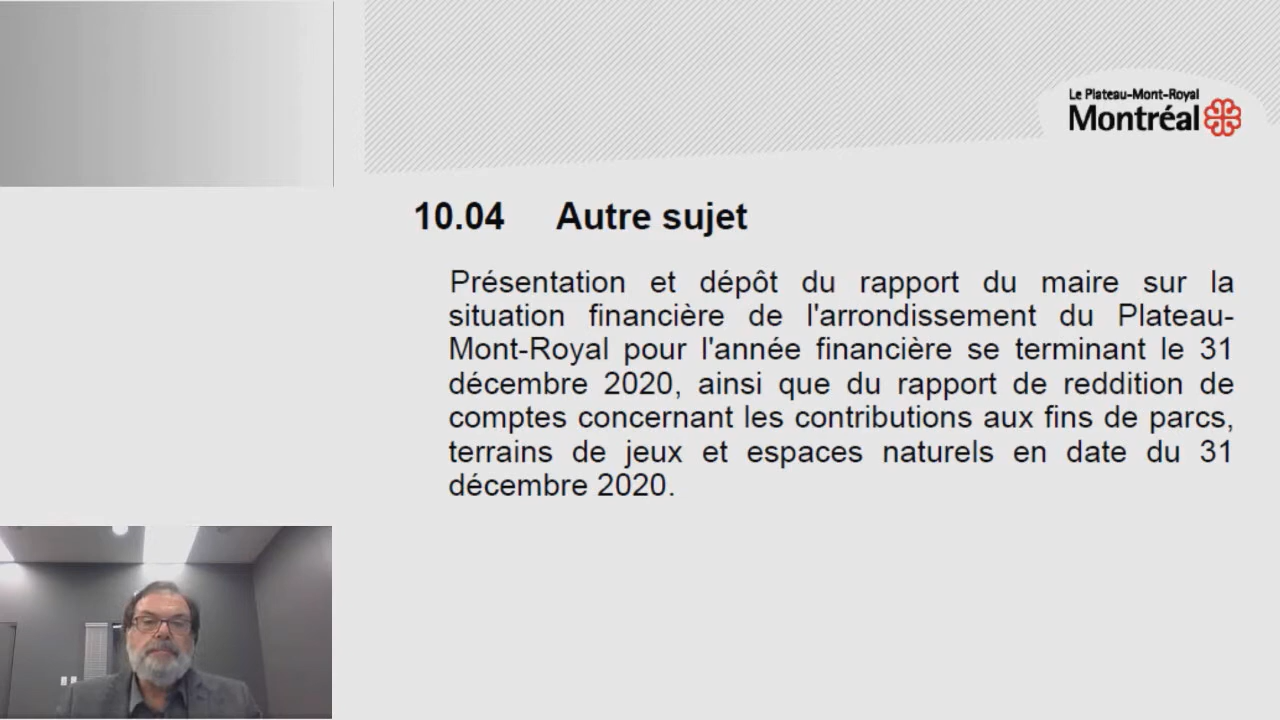 Le Plateau-Mont-Royal
Montréal
10.04 Autre sujet
Présentation et dépôt du rapport du maire sur la
situation financière de l'arrondissement du Plateau-
Mont-Royal pour l'année financière se terminant le 31
décembre 2020, ainsi que du rapport de reddition de
comptes concernant les contributions aux fins de parcs,
terrains de jeux et espaces naturels en date du 31
décembre 2020.